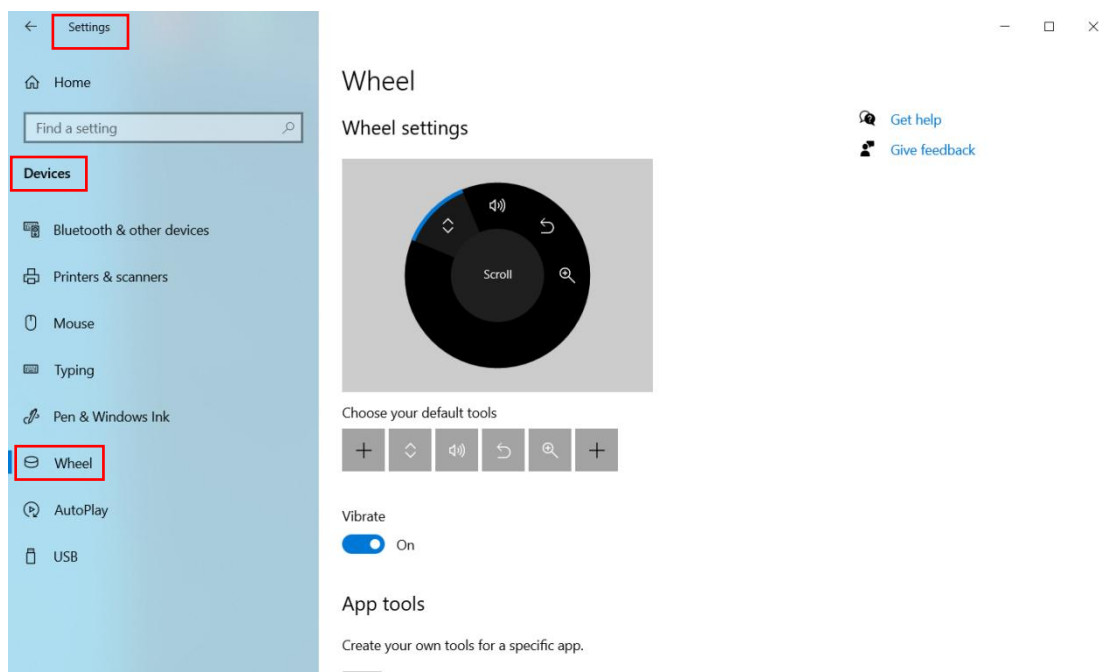 Settings
Home
Find a setting
Devices
Bluetooth & other devices
Printers & scanners
Mouse
Typing
Pen & Windows Ink
Wheel
AutoPlay
USB
Wheel
Wheel settings
Scroll
Choose your default tools
Vibrate
On
App tools
Create your own tools for a specific app.
Get help
Give feedback